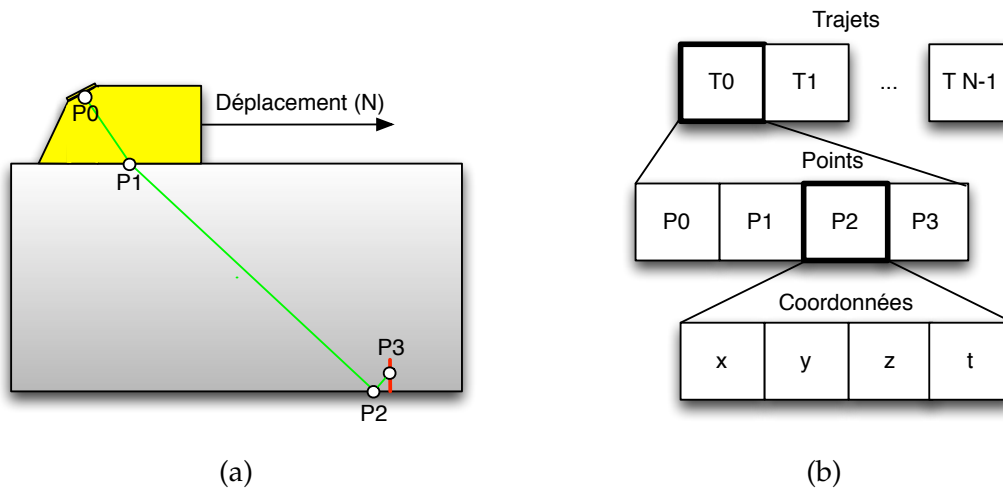 P0
Déplacement (N)
P1
P3
P2
(a)
Trajets
T0 T1 ... T N-1
Points
P0 P1 P2 P3
Coordonnées
x y z t
(b)